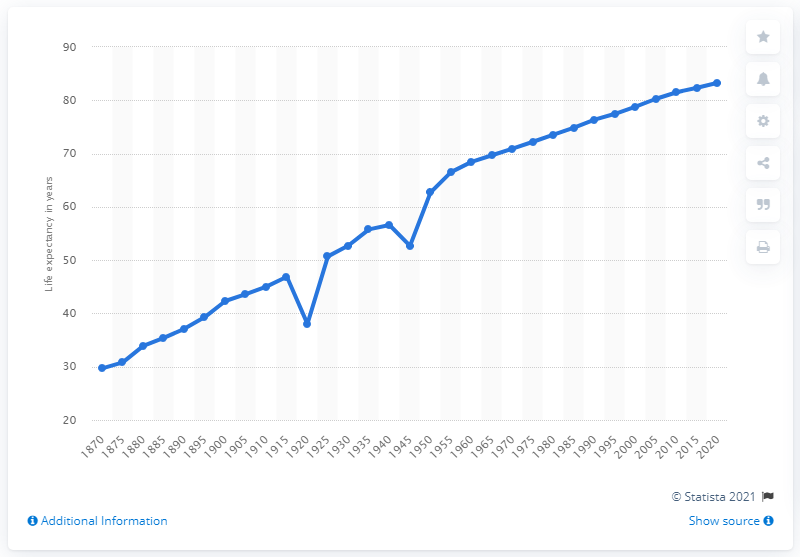 90
80
70
60
50
40
30
20
Life expectancy in years
1870 1875 1880 1885 1890 1895 1900 1905 1910 1915 1920 1925 1930 1935 1940 1945 1950 1955 1960 1965 1970 1975 1980 1985 1990 1995 2000 2005 2010 2015 2020
© Statista 2021
Additional Information
Show source